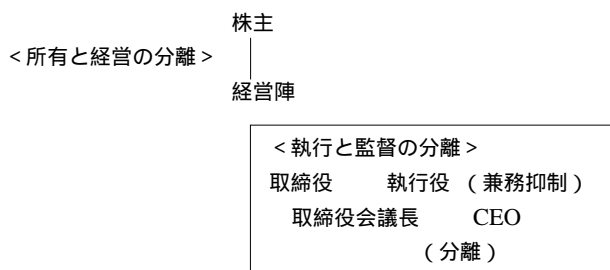 株主
<所有と経営の分離>
経営陣
<執行と監督の分離>
取締役 執行役 (兼務抑制)
取締役会議長 CEO
(分離)